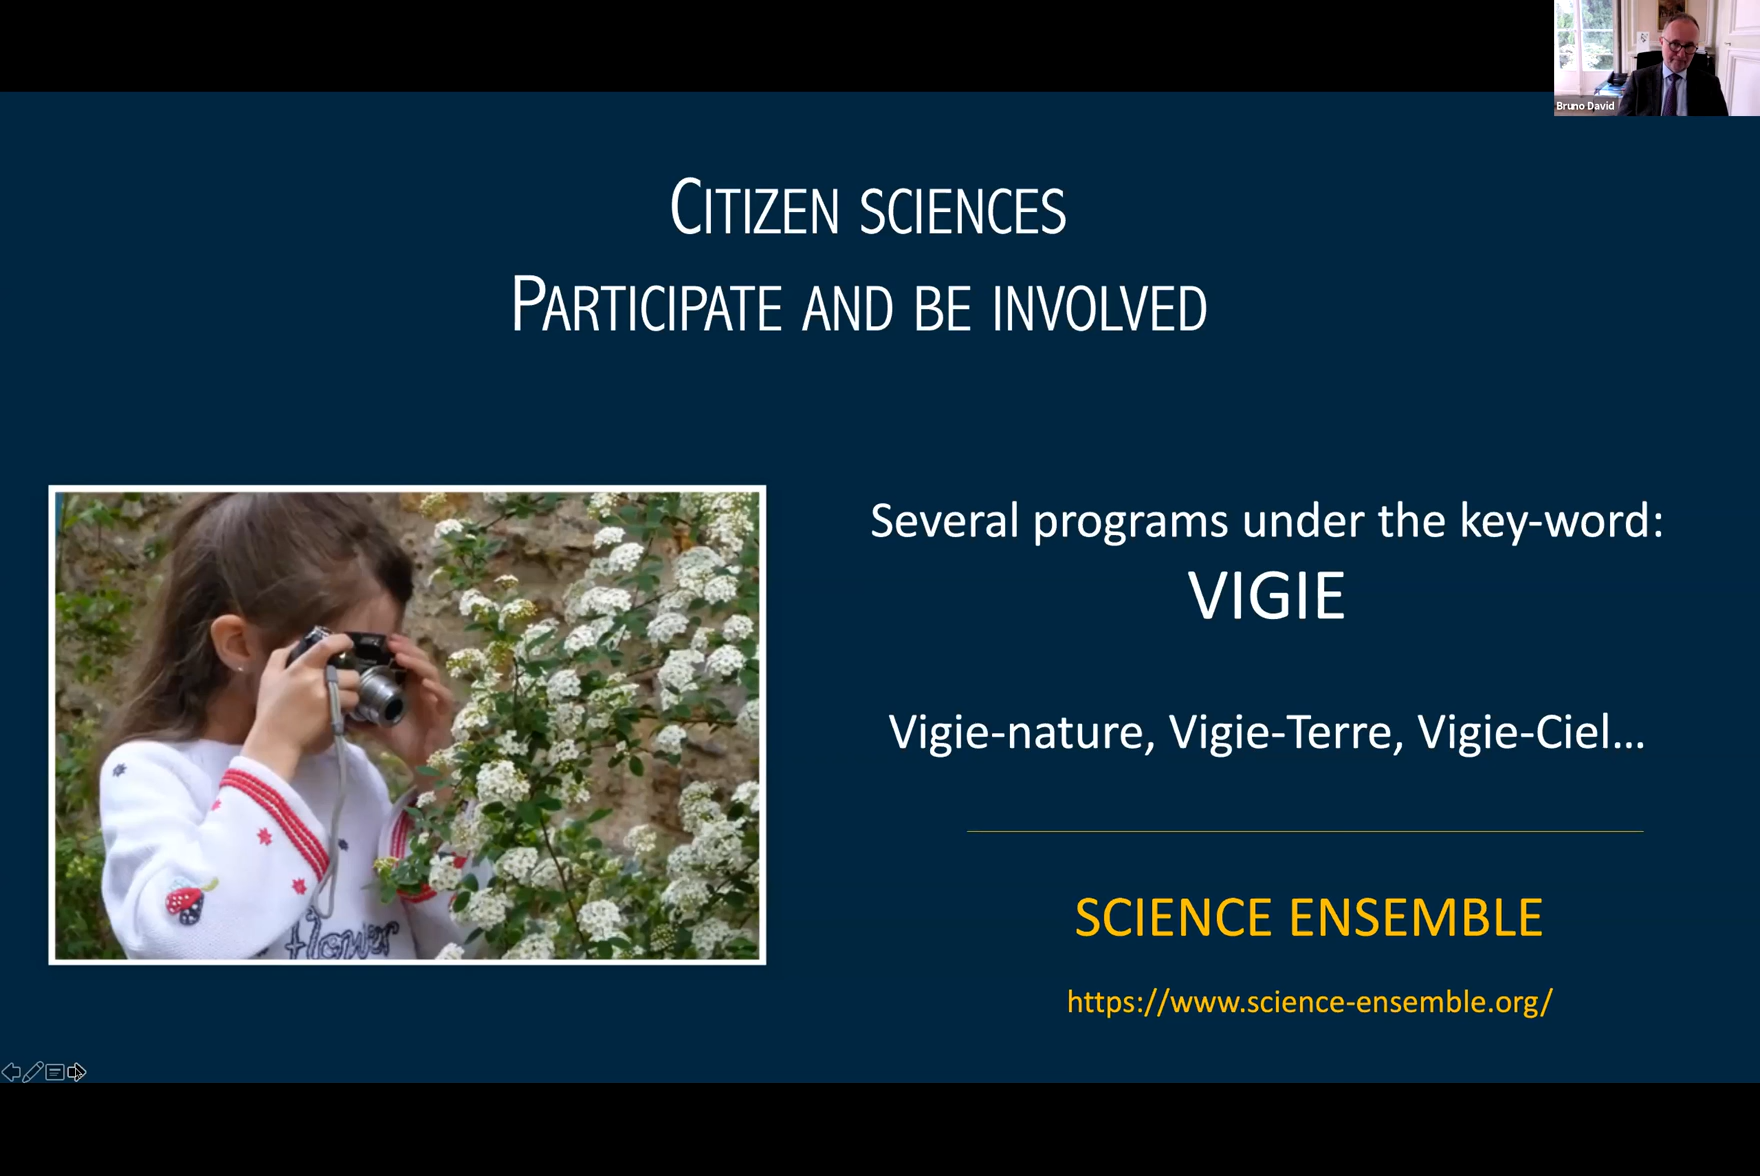 Bruno David
CITIZEN SCIENCES
PARTICIPATE AND BE INVOLVED
Several programs under the key-word:
VIGIE
Vigie-nature, Vigie-Terre, Vigie-Ciel...
SCIENCE ENSEMBLE
https://www.science-ensemble.org/
flower